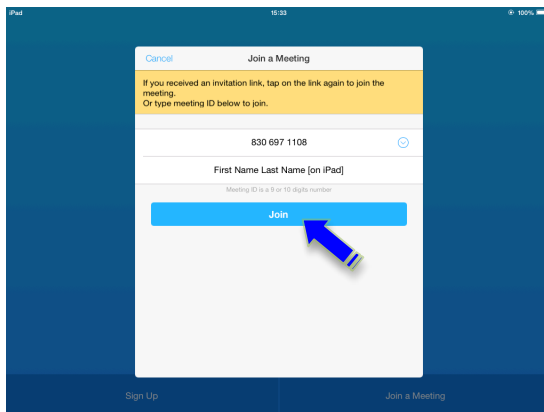 iPad 15:33 100%
Cancel Join a Meeting
If you received an invitation link, tap on the link again to join the
meeting.
Or type meeting ID below to join.
830 697 1108
First Name Last Name [on iPad]
Meeting ID is a 9 or 10 digits number
Join
Sign Up Join a Meeting